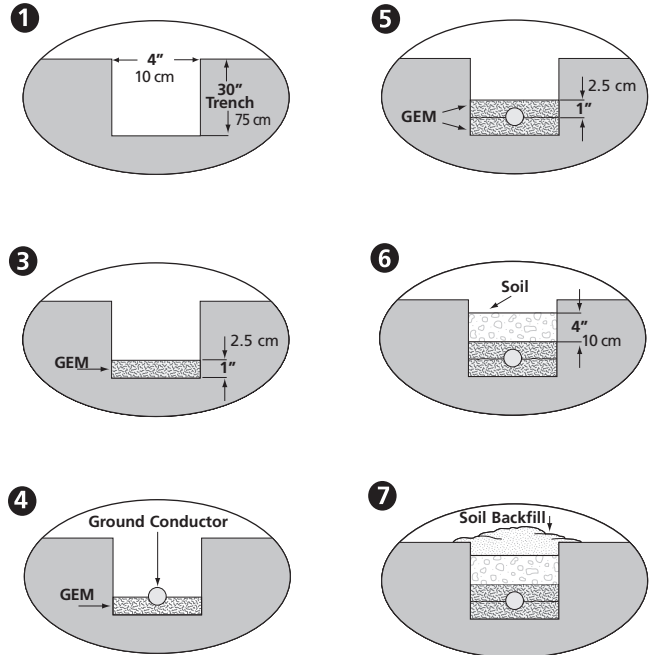 1
4"
10 cm
30"
Trench
75 cm
3
GEM
2.5 cm
1"
4
Ground Conductor
GEM
5
2.5 cm
1"
GEM
6
Soil
4"
10 cm
7
Soil Backfill